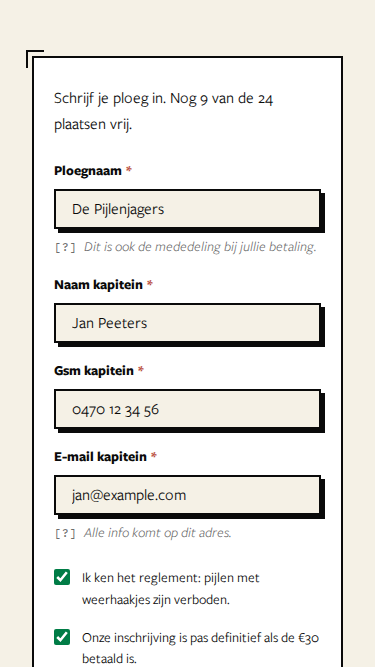 Schrijf je ploeg in. Nog 9 van de 24
plaatsen vrij.
Ploegnaam *
De Pijlenjagers
[?] Dit is ook de mededeling bij jullie betaling.
Naam kapitein *
Jan Peeters
Gsm kapitein *
0470 12 34 56
E-mail kapitein *
jan@example.com
[?] Alle info komt op dit adres.
Ik ken het reglement: pijlen met
weerhaakjes zijn verboden.
Onze inschrijving is pas definitief als de €30
betaald is.